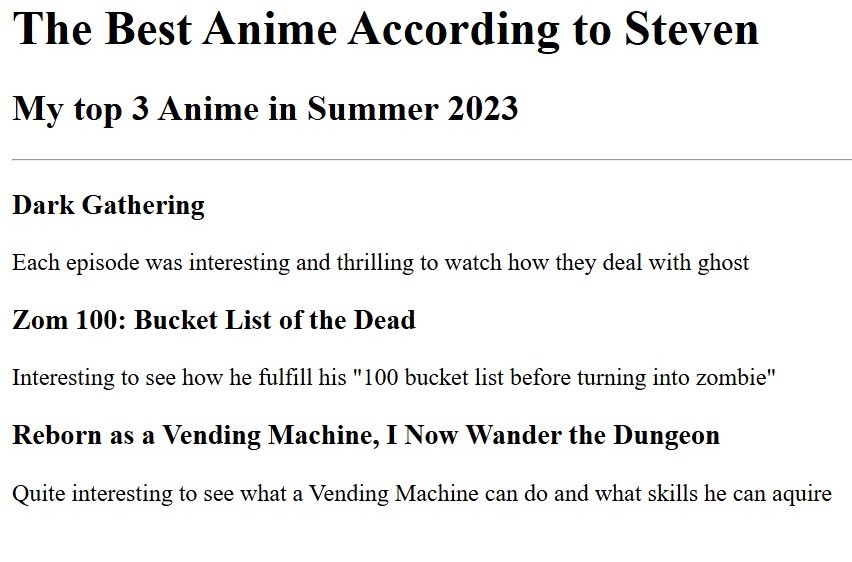 The Best Anime According to Steven
My top 3 Anime in Summer 2023
Dark Gathering
Each episode was interesting and thrilling to watch how they deal with ghost
Zom 100: Bucket List of the Dead
Interesting to see how he fulfill his "100 bucket list before turning into zombie"
Reborn as a Vending Machine, I Now Wander the Dungeon
Quite interesting to see what a Vending Machine can do and what skills he can aquire